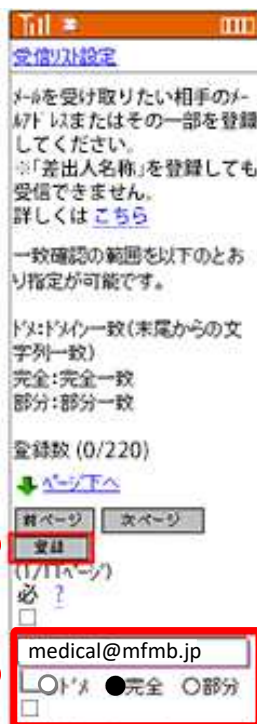 受信リスト設定
メールを受け取りたい相手のメー
ルアドレスまたはその一部を登録
してください。
※「差出人名称」を登録しても
受信できません。
詳しくは こちら
一致確認の範囲を以下のとお
り指定が可能です。
ドメ:ドメイン一致(末尾からの文
字列一致)
完全:完全一致
部分:部分一致
登録数 (0/220)
ページ下へ
前ページ 次ページ
登録
(1/11ページ)
必 ?
medical@mfmb.jp
ドメ 完全 部分